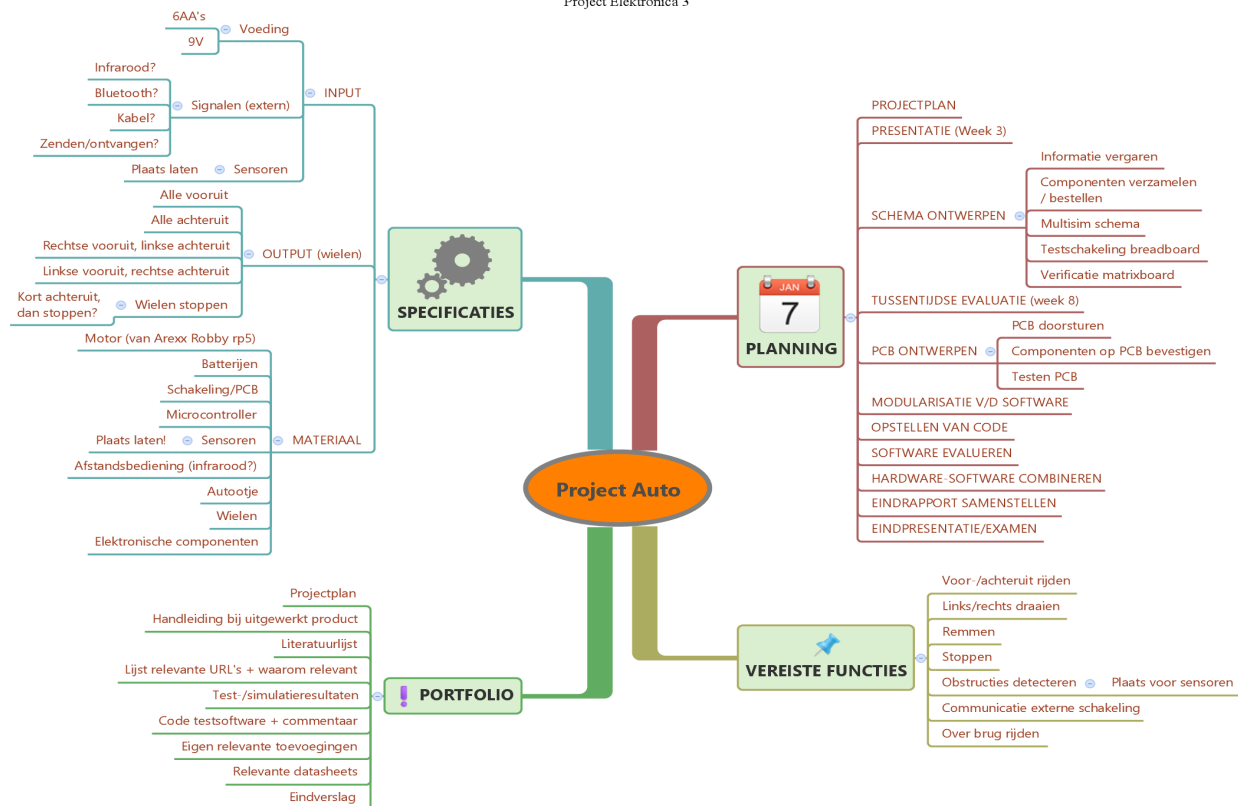 Project Elektronica 3
6AA's
9V
Voeding
Infrarood?
Bluetooth?
Kabel?
Zenden/ontvangen?
Signalen (extern)
Plaats laten
Sensoren
INPUT
Alle vooruit
Alle achteruit
Rechtse vooruit, linkse achteruit
Linkse vooruit, rechtse achteruit
Kort achteruit,
dan stoppen?
Wielen stoppen
OUTPUT (wielen)
Motor (van Arexx Robby rp5)
Batterijen
Schakeling/PCB
Microcontroller
Plaats laten!
Sensoren
Afstandsbediening (infrarood?)
Autootje
Wielen
Elektronische componenten
MATERIAAL
SPECIFICATIES
JAN
7
PLANNING
PROJECTPLAN
PRESENTATIE (Week 3)
SCHEMA ONTWERPEN
Informatie vergaren
Componenten verzamelen
/ bestellen
Multisim schema
Testschakeling breadboard
Verificatie matrixboard
TUSSENTIJDSE EVALUATIE (week 8)
PCB ONTWERPEN
PCB doorsturen
Componenten op PCB bevestigen
Testen PCB
MODULARISATIE V/D SOFTWARE
OPSTELLEN VAN CODE
SOFTWARE EVALUEREN
HARDWARE-SOFTWARE COMBINEREN
EINDRAPPORT SAMENSTELLEN
EINDPRESENTATIE/EXAMEN
Project Auto
Projectplan
Handleiding bij uitgewerkt product
Literatuurlijst
Lijst relevante URL's + waarom relevant
Test-/simulatieresultaten
Code testsoftware + commentaar
Eigen relevante toevoegingen
Relevante datasheets
Eindverslag
PORTFOLIO
VEREISTE FUNCTIES
Voor-/achteruit rijden
Links/rechts draaien
Remmen
Stoppen
Obstructies detecteren
Plaats voor sensoren
Communicatie externe schakeling
Over brug rijden